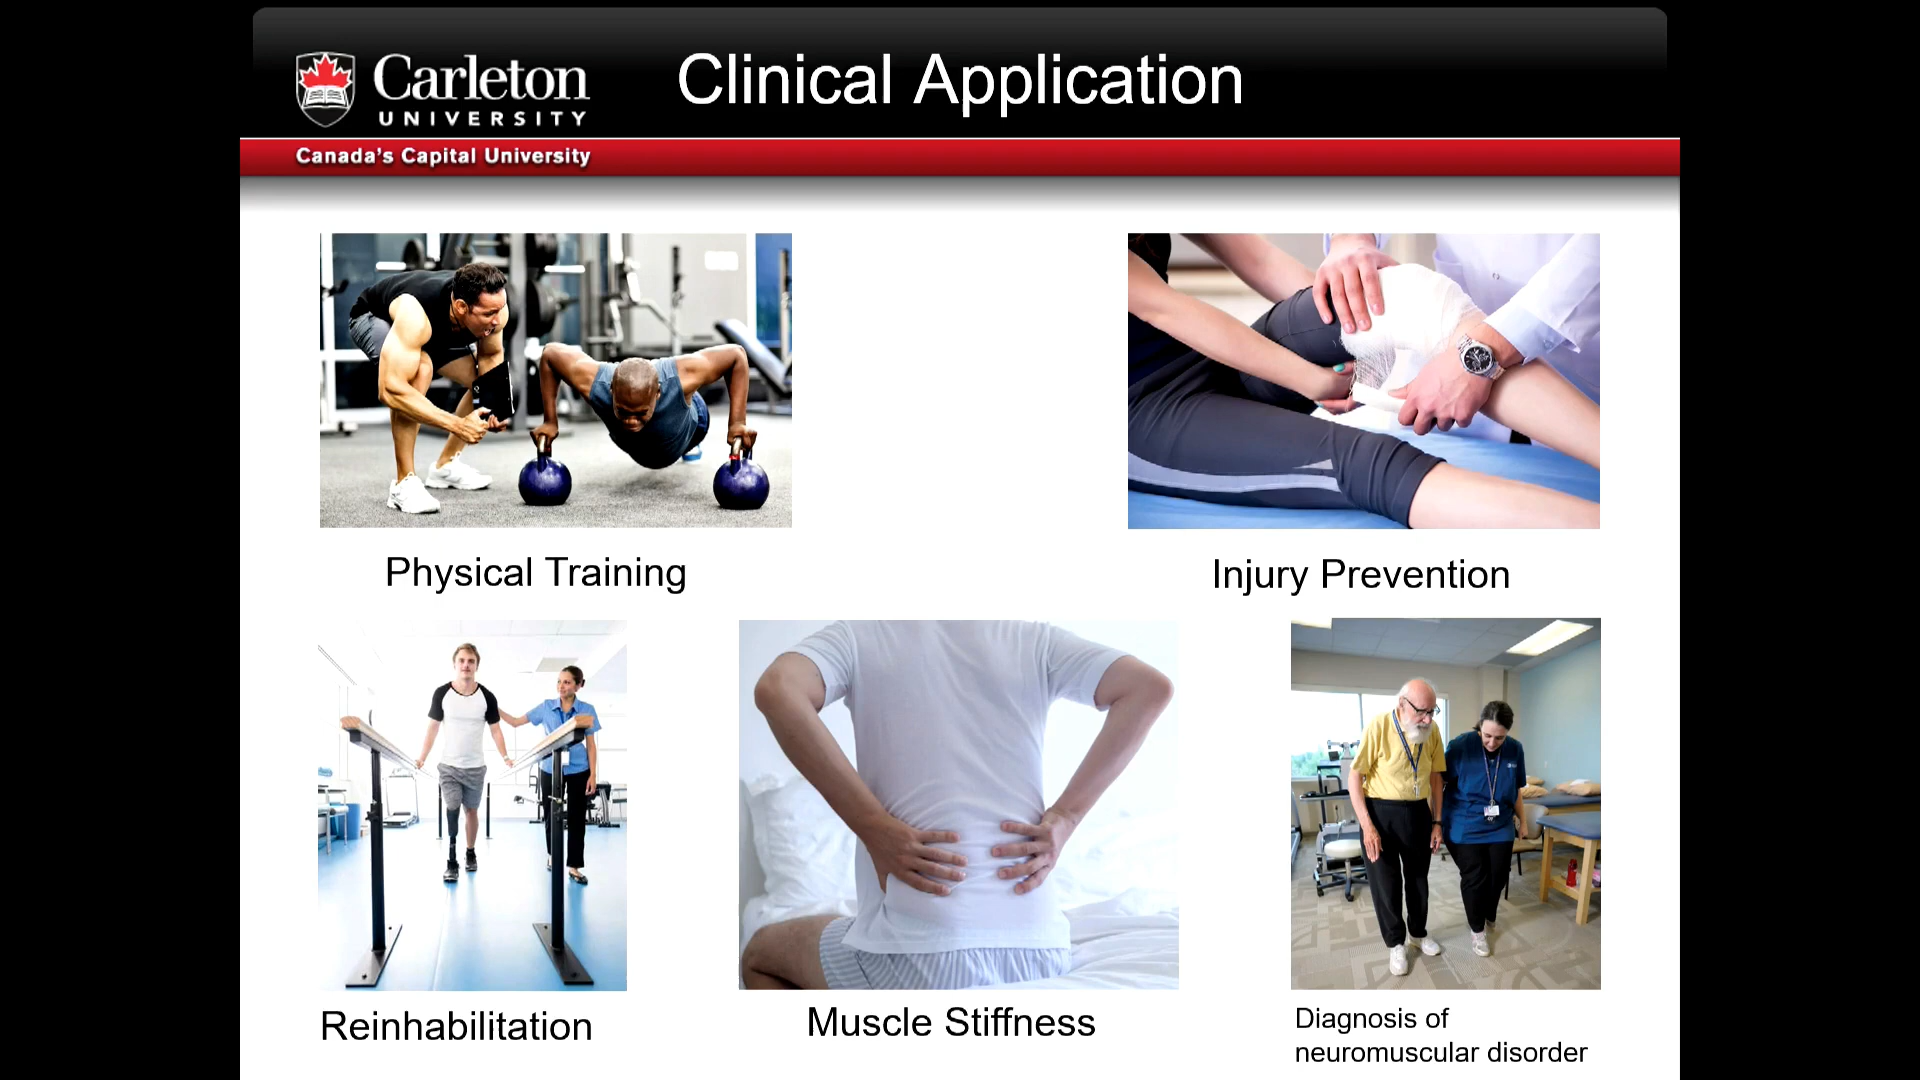 Carleton
UNIVERSITY
Canada's Capital University
Clinical Application
Physical Training
Injury Prevention
Reinhabilitation
Muscle Stiffness
Diagnosis of
neuromuscular disorder